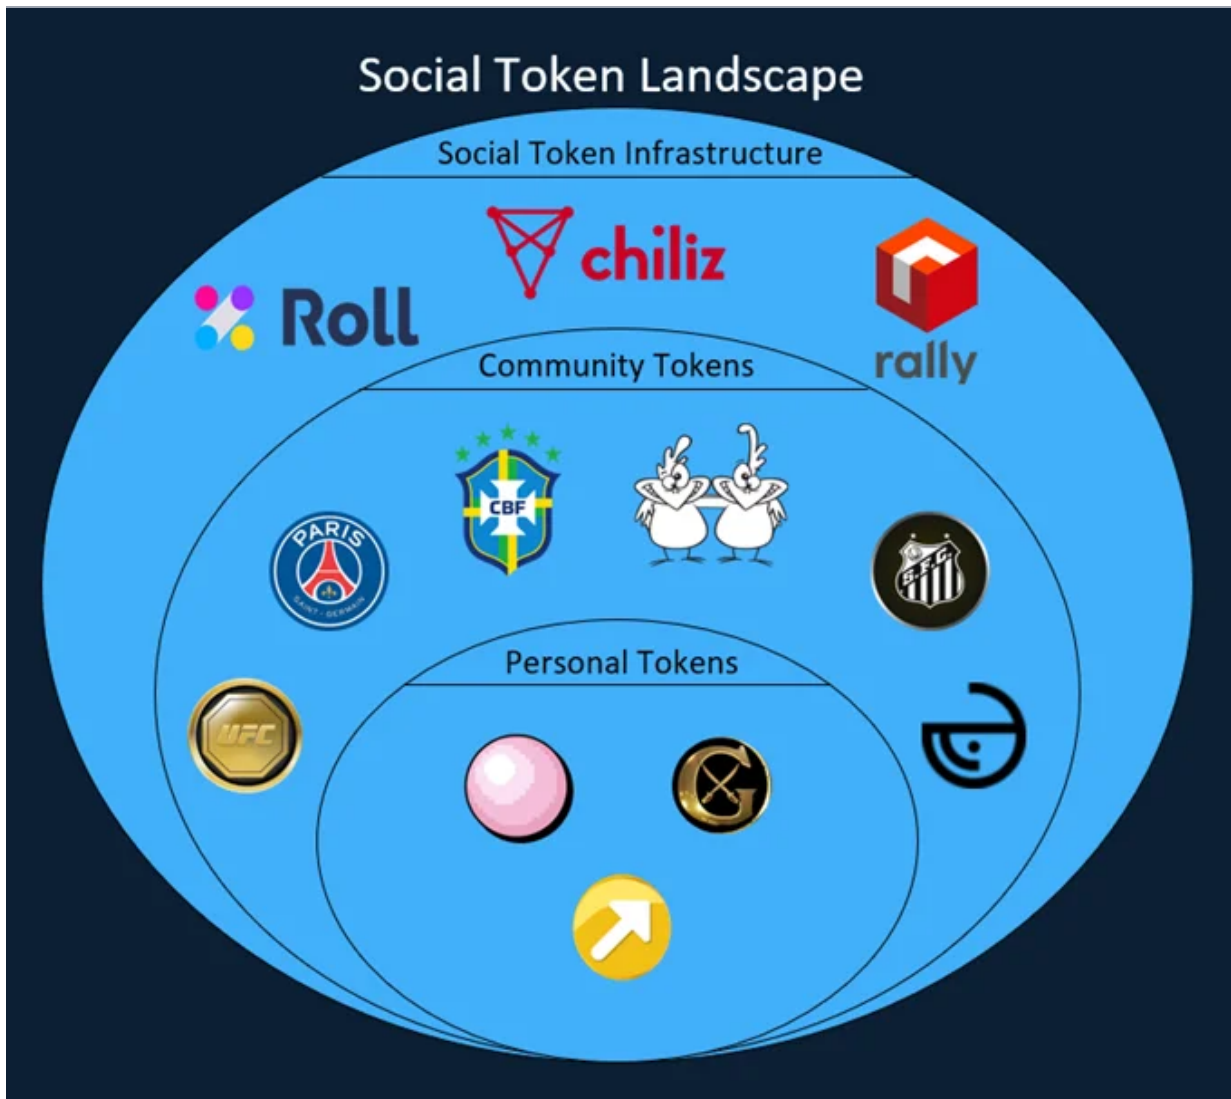 Social Token Landscape
Social Token Infrastructure
chiliz
Roll
rally
Community Tokens
CBF
PARIS
SAINT-GERMAIN
S.F.C.
Personal Tokens
UFC
G